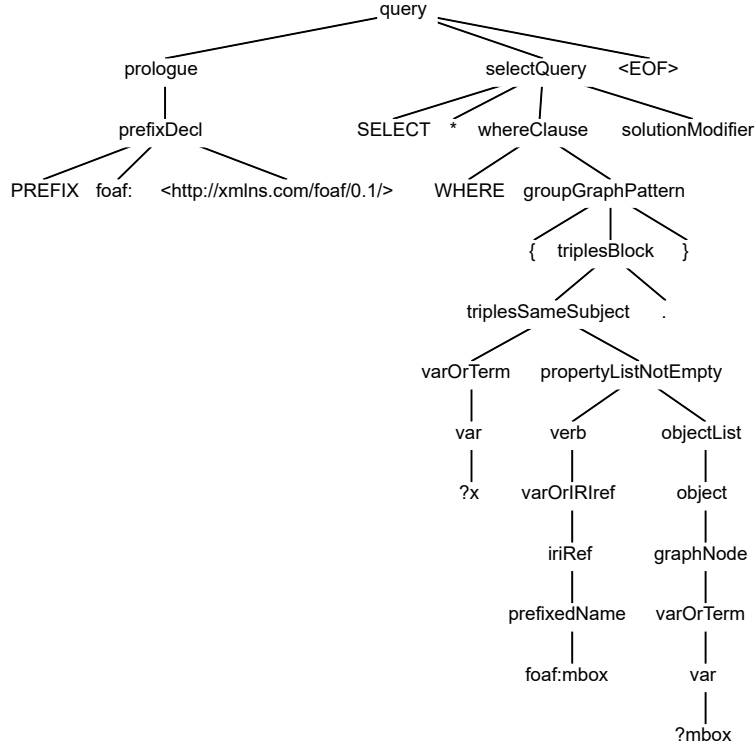 query
prologue selectQuery <EOF>
prefixDecl SELECT * whereClause solutionModifier
PREFIX foaf: <http://xmlns.com/foaf/0.1/> WHERE groupGraphPattern
{ triplesBlock }
triplesSameSubject .
varOrTerm propertyListNotEmpty
var verb objectList
?x varOrIRIref object
iriRef graphNode
prefixedName varOrTerm
foaf:mbox var
?mbox